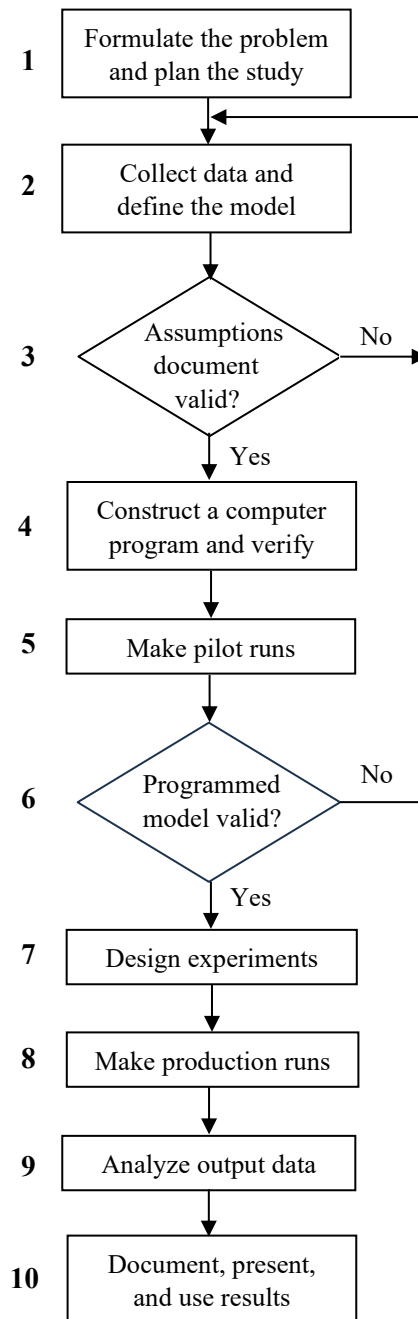 1
Formulate the problem
and plan the study
2
Collect data and
define the model
3
Assumptions
document
valid?
No
Yes
4
Construct a computer
program and verify
5
Make pilot runs
6
Programmed
model valid?
No
Yes
7
Design experiments
8
Make production runs
9
Analyze output data
10
Document, present,
and use results